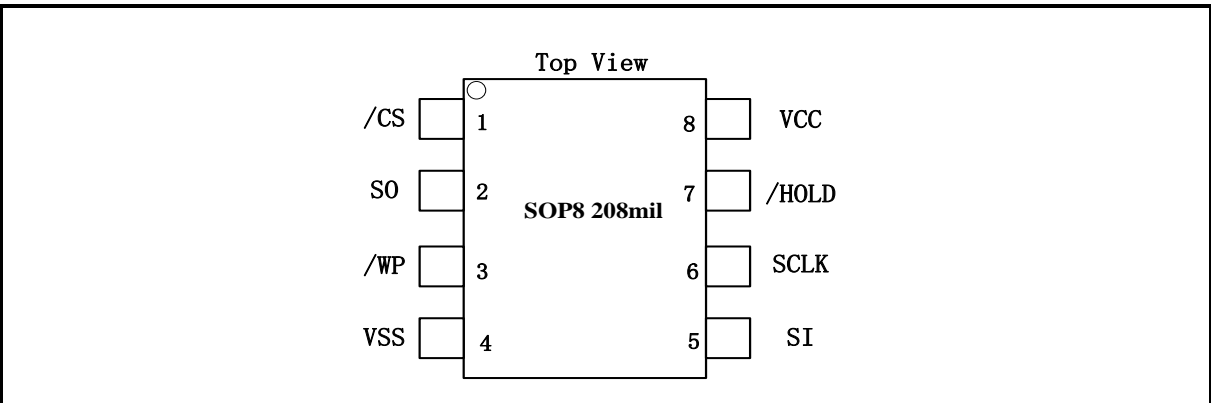 Top View
/CS 1 8 VCC
SO 2 7 /HOLD
SOP8 208mil
/WP 3 6 SCLK
VSS 4 5 SI